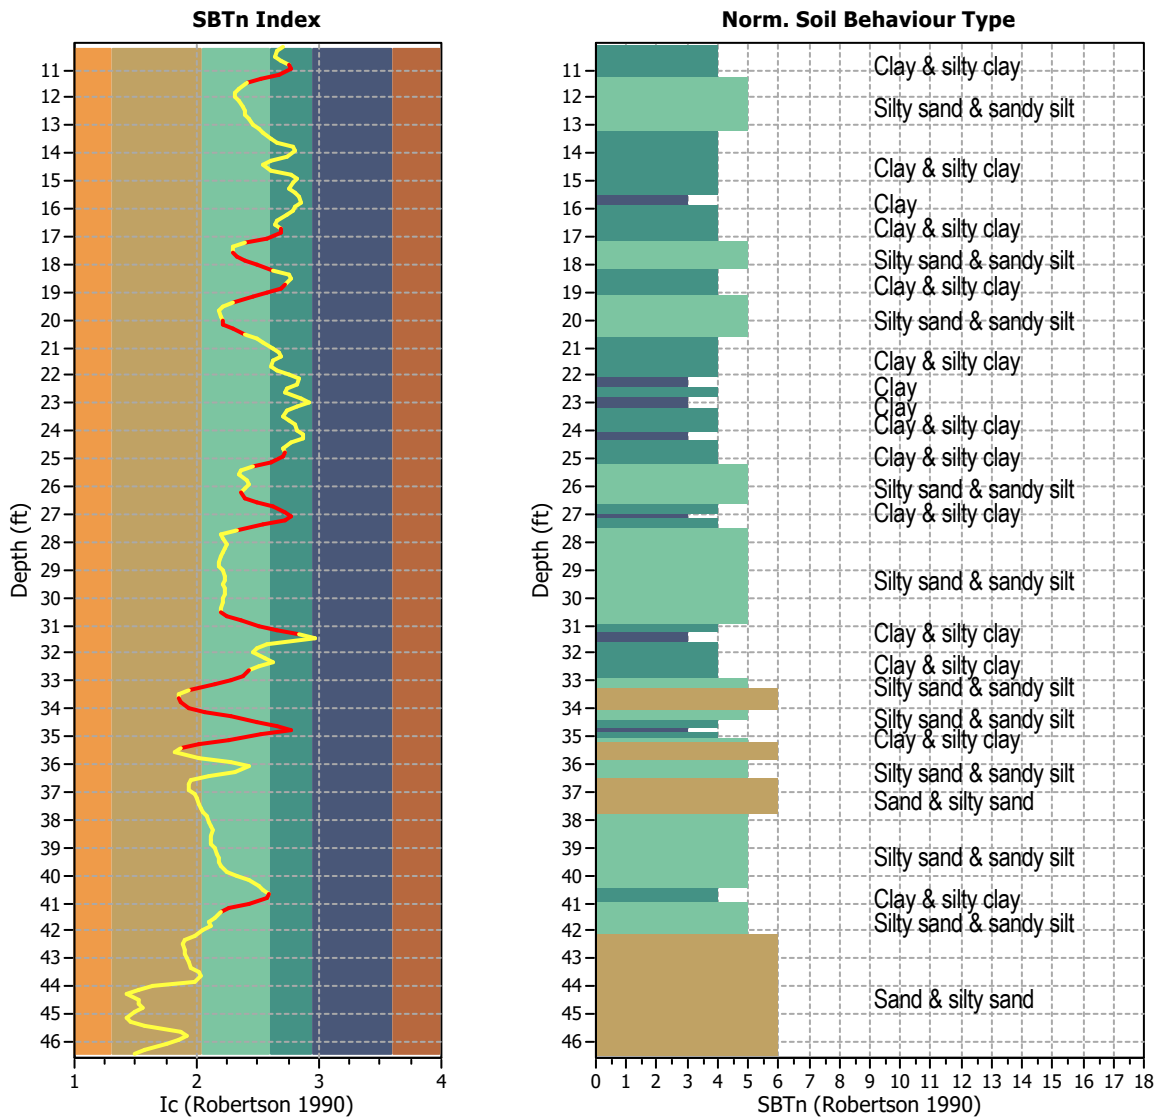 SBTn Index
Depth (ft)
11
12
13
14
15
16
17
18
19
20
21
22
23
24
25
26
27
28
29
30
31
32
33
34
35
36
37
38
39
40
41
42
43
44
45
46
1 2 3 4
Ic (Robertson 1990)
Norm. Soil Behaviour Type
Depth (ft)
11
12
13
14
15
16
17
18
19
20
21
22
23
24
25
26
27
28
29
30
31
32
33
34
35
36
37
38
39
40
41
42
43
44
45
46
Clay & silty clay
Silty sand & sandy silt
Clay & silty clay
Clay
Clay & silty clay
Silty sand & sandy silt
Clay & silty clay
Silty sand & sandy silt
Clay & silty clay
Clay
Clay
Clay & silty clay
Clay & silty clay
Silty sand & sandy silt
Clay & silty clay
Silty sand & sandy silt
Clay & silty clay
Clay & silty clay
Silty sand & sandy silt
Silty sand & sandy silt
Clay & silty clay
Silty sand & sandy silt
Sand & silty sand
Silty sand & sandy silt
Clay & silty clay
Silty sand & sandy silt
Sand & silty sand
0 1 2 3 4 5 6 7 8 9 10 11 12 13 14 15 16 17 18
SBTn (Robertson 1990)